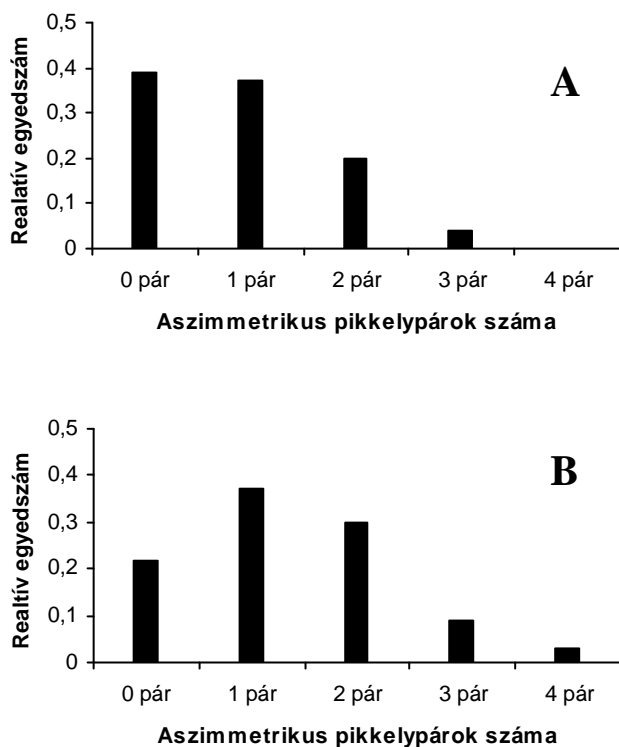 0,5
0,4
A
0,3
0,2
0,1
0
Realatív egyedszám
0 pár 1 pár 2 pár 3 pár 4 pár
Aszimmetrikus pikkelypárok száma
0,5
0,4
B
0,3
0,2
0,1
0
Realtív egyedszám
0 pár 1 pár 2 pár 3 pár 4 pár
Aszimmetrikus pikkelypárok száma